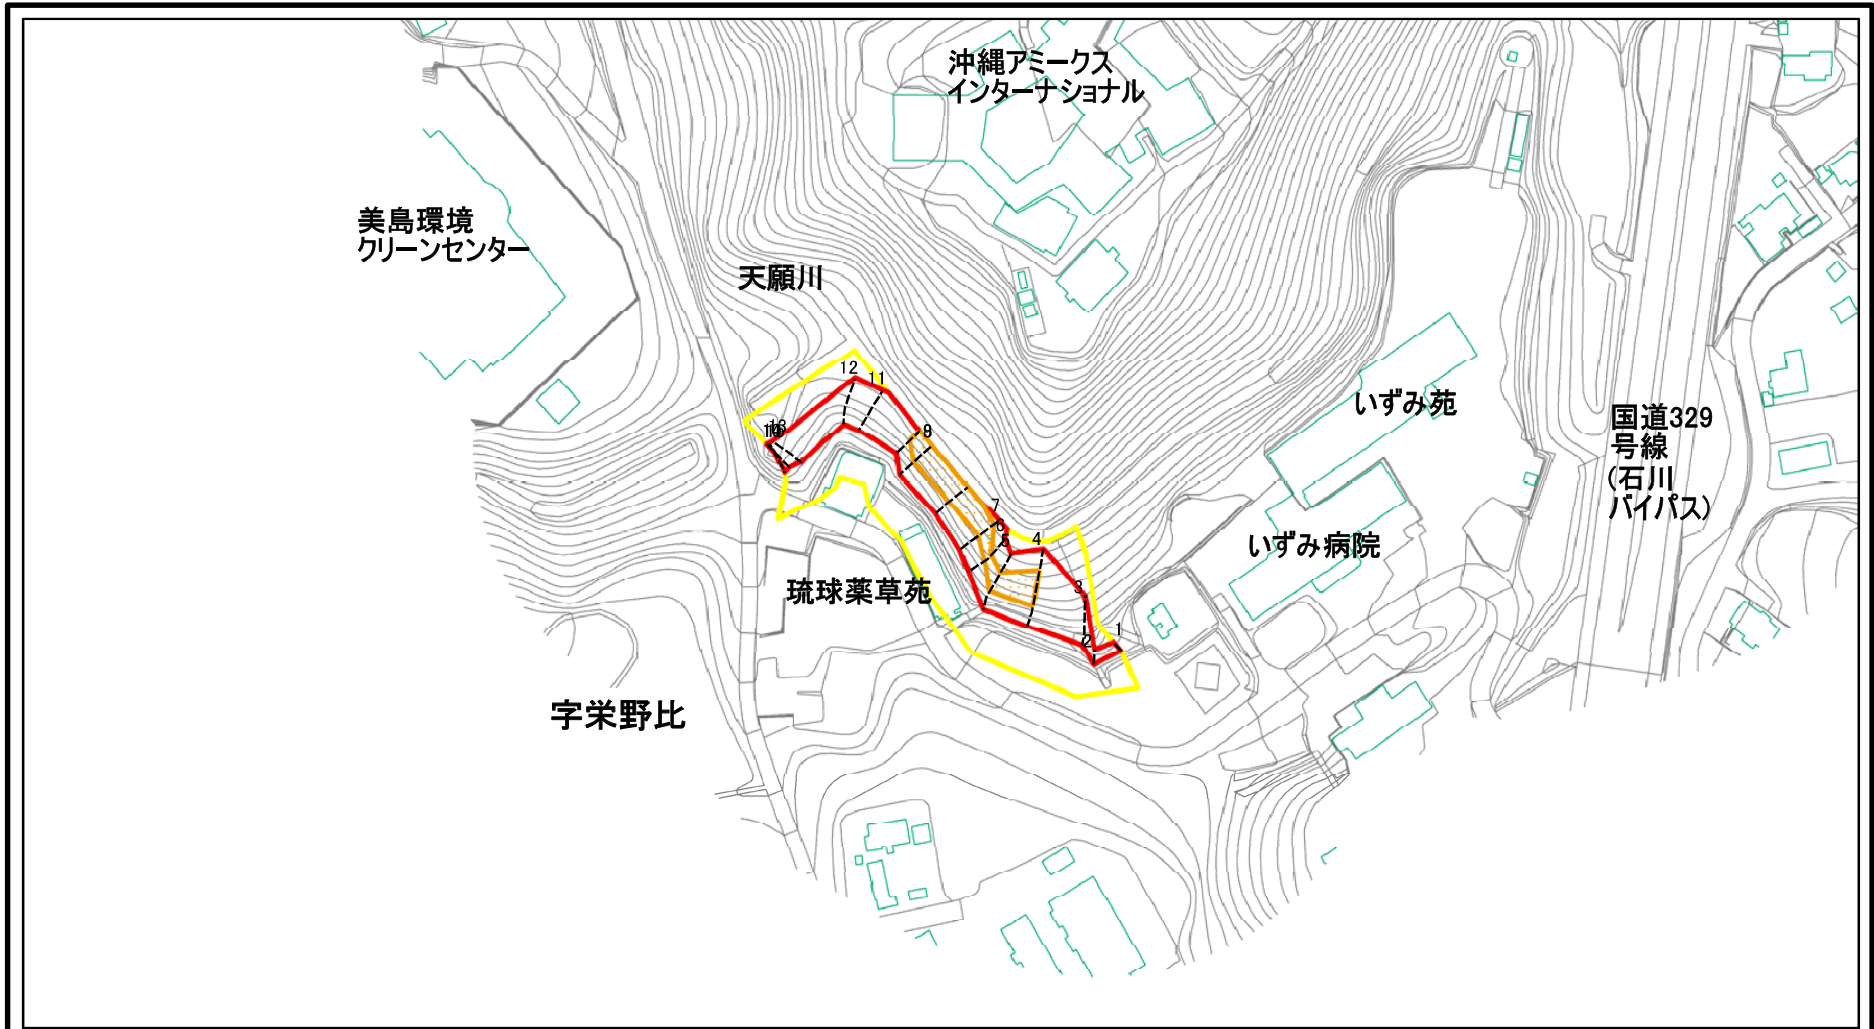 沖縄アミークス
インターナショナル
美島環境
クリーンセンター
天願川
12
11
いずみ苑
国道329
号線
(石川
バイパス)
13
9
7
6
5
4
いずみ病院
琉球薬草苑
3
2
1
字栄野比